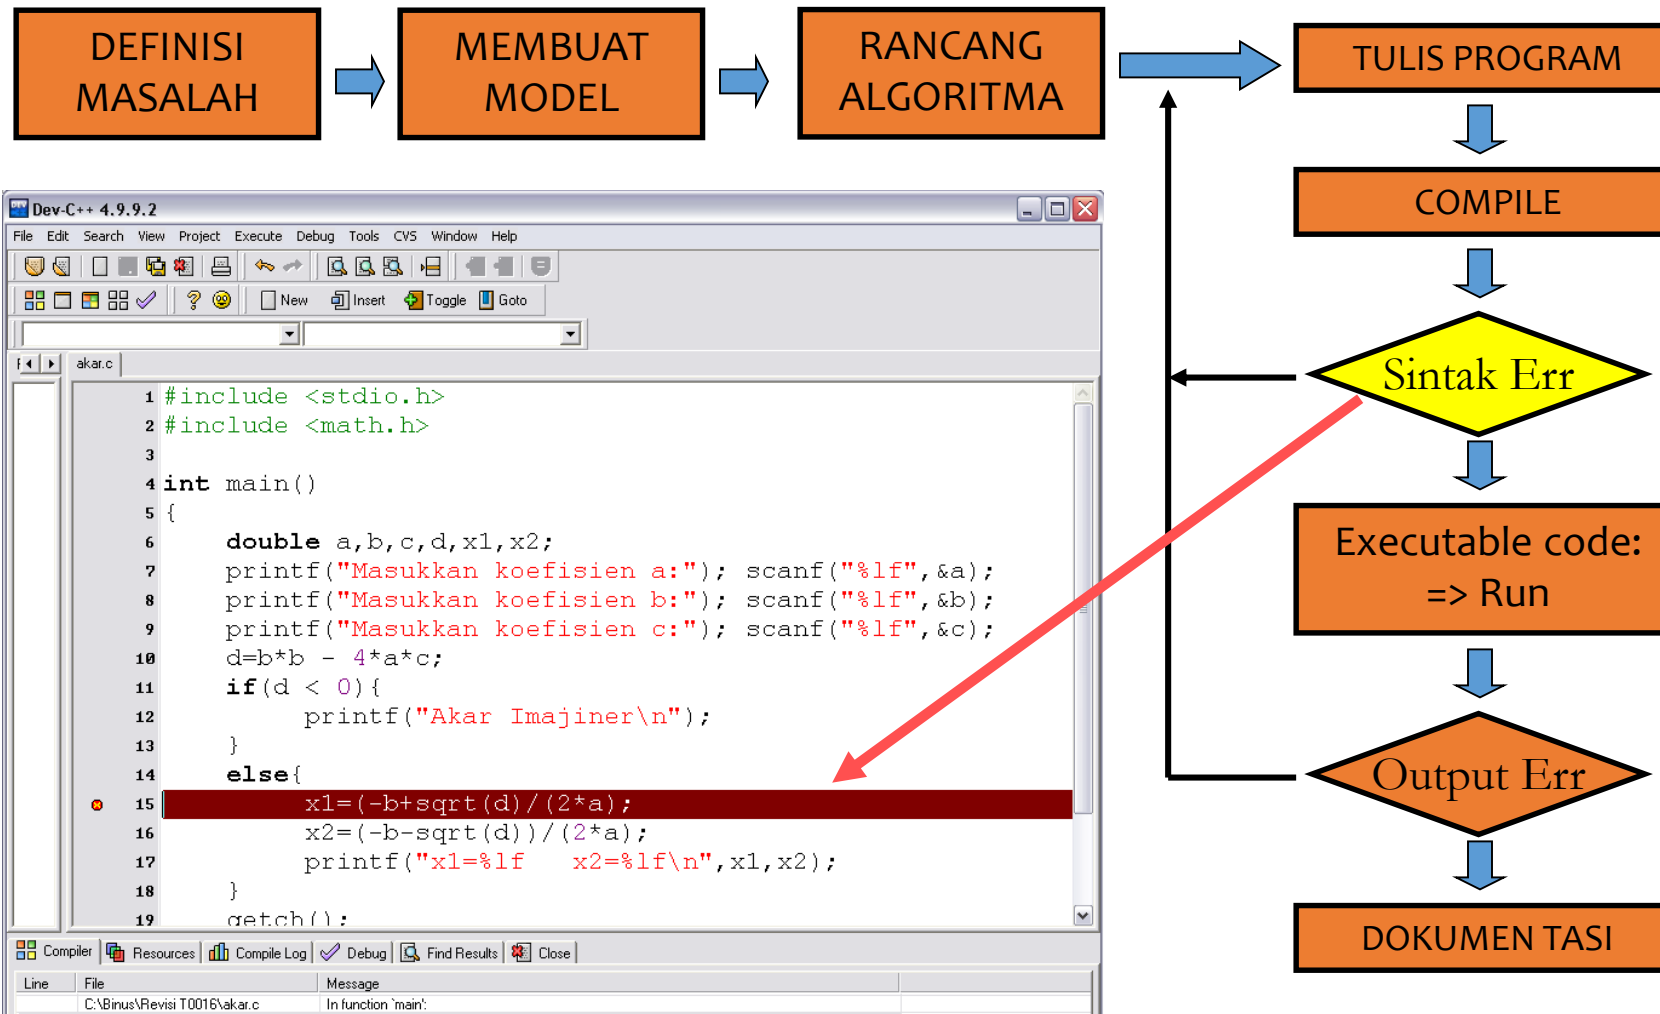 DEFINISI
MASALAH
MEMBUAT
MODEL
RANCANG
ALGORITMA
TULIS PROGRAM
COMPILE
Sintak Err
Executable code:
=> Run
Output Err
DOKUMEN TASI
Dev-C++ 4.9.9.2
File Edit Search View Project Execute Debug Tools CVS Window Help
New Insert Toggle Goto
akar.c
1 #include <stdio.h>
2 #include <math.h>
3
4 int main()
5 {
6 double a,b,c,d,x1,x2;
7 printf("Masukkan koefisien a:"); scanf("%lf",&a);
8 printf("Masukkan koefisien b:"); scanf("%lf",&b);
9 printf("Masukkan koefisien c:"); scanf("%lf",&c);
10 d=b*b - 4*a*c;
11 if(d < 0){
12 printf("Akar Imajiner\n");
13 }
14 else{
15 x1=(-b+sqrt(d)/(2*a);
16 x2=(-b-sqrt(d))/(2*a);
17 printf("x1=%lf   x2=%lf\n",x1,x2);
18 }
19 getch();
Compiler Resources Compile Log Debug Find Results Close
Line File Message
C:\Binus\Revisi T0016\akar.c In function `main':